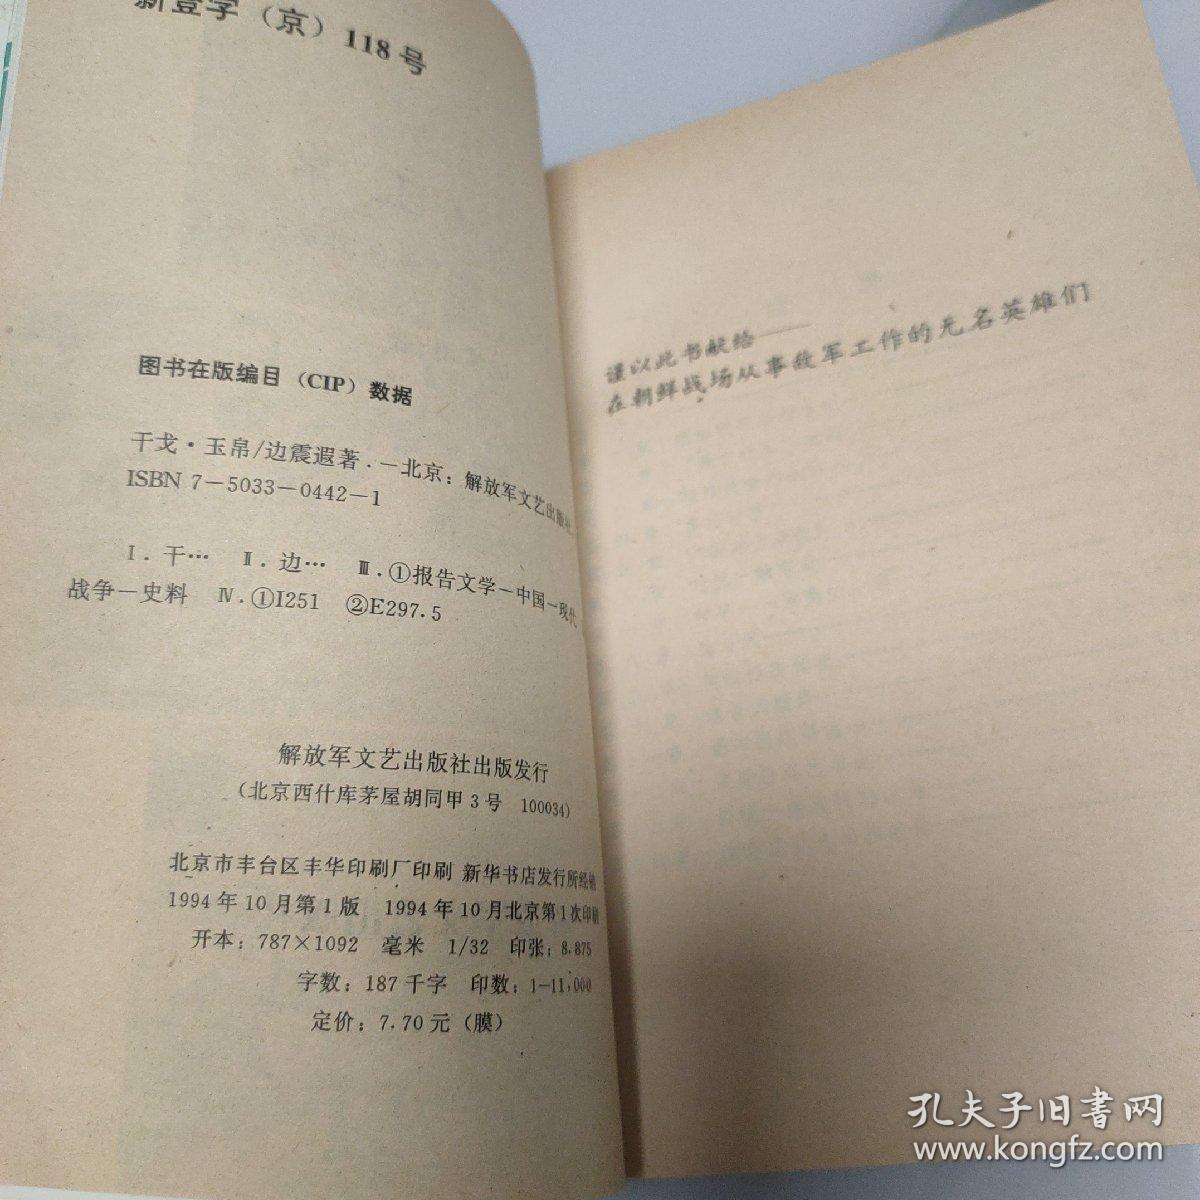 新登字（京）118号
图书在版编目（CIP）数据
干戈·玉帛/边震遐著．－北京：解放军文艺出版社
ISBN 7－5033－0442－1
Ⅰ．干… Ⅱ．边… Ⅲ．①报告文学－中国－现代
战争－史料 Ⅳ．①I251 ②E297.5
解放军文艺出版社出版发行
（北京西什库茅屋胡同甲3号 100034）
北京市丰台区丰华印刷厂印刷 新华书店发行所经销
1994年10月第1版 1994年10月北京第1次印刷
开本：787×1092 毫米 1/32 印张：8.875
字数：187千字 印数：1－11,000
定价：7.70元（膜）
谨以此书献给——
在朝鲜战场从事敌军工作的无名英雄们
孔夫子旧书网
www.kongfz.com